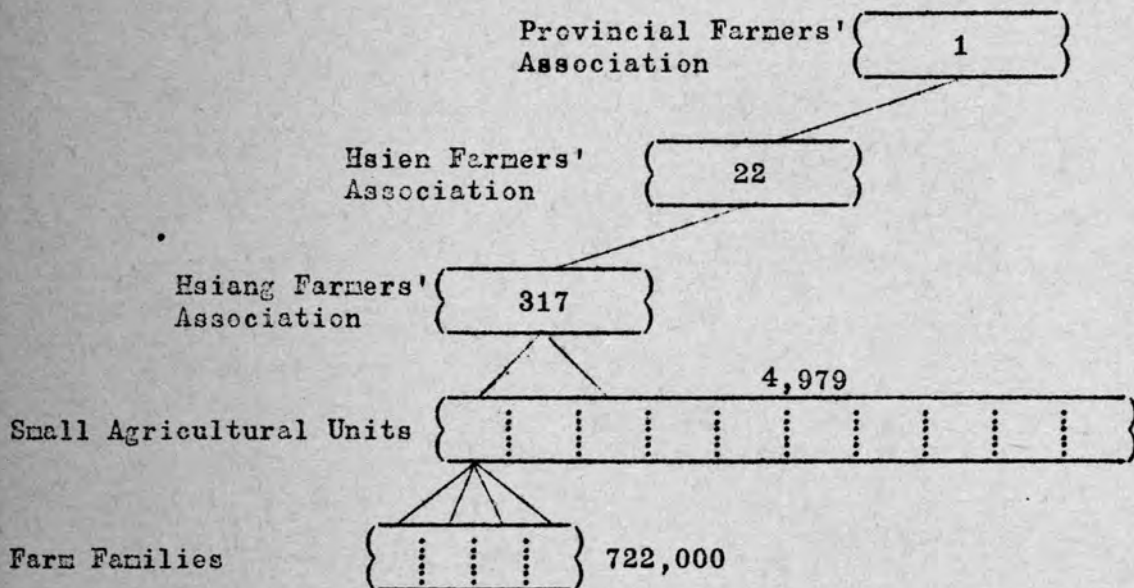 Provincial Farmers'
Association
1
Hsien Farmers'
Association
22
Hsiang Farmers'
Association
317
4,979
Small Agricultural Units
Farm Families
722,000